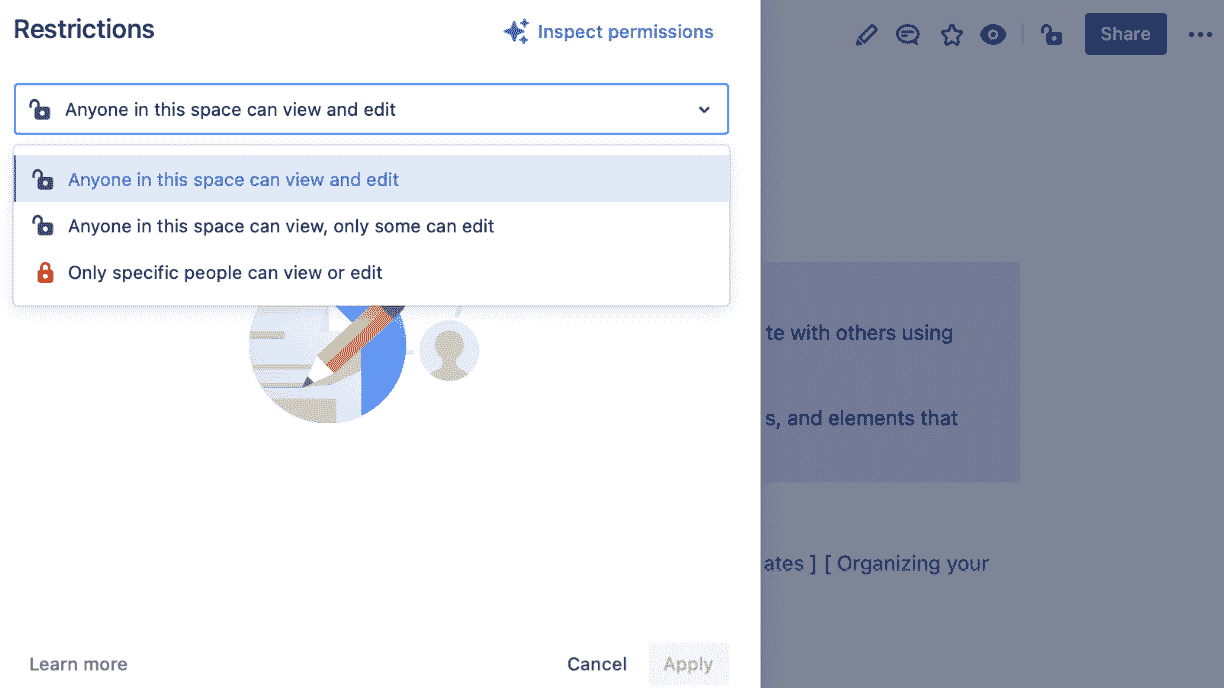 Restrictions
Inspect permissions
Share
Anyone in this space can view and edit
Anyone in this space can view and edit
Anyone in this space can view, only some can edit
Only specific people can view or edit
te with others using
s, and elements that
ates ] [ Organizing your
Learn more
Cancel
Apply